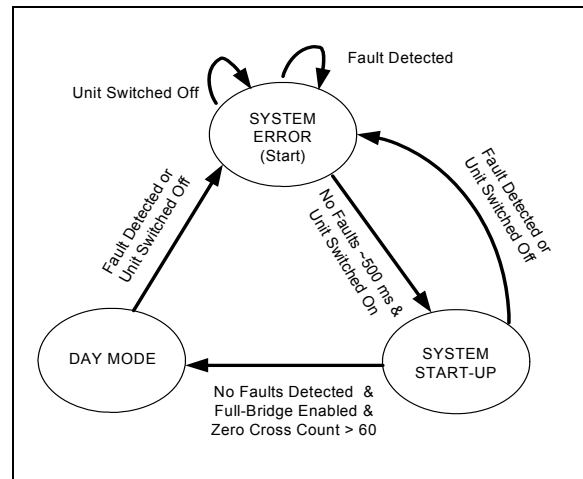 Fault Detected
Unit Switched Off
SYSTEM
ERROR
(Start)
Fault Detected or
Unit Switched Off
No Faults ~500 ms &
Unit Switched On
Fault Detected or
Unit Switched Off
DAY MODE
SYSTEM
START-UP
No Faults Detected &
Full-Bridge Enabled &
Zero Cross Count > 60